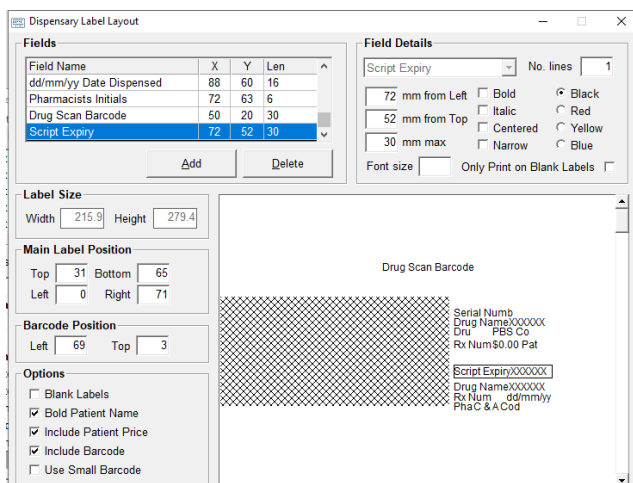 Dispensary Label Layout
Fields
Field Name X Y Len
dd/mm/yy Date Dispensed 88 60 16
Pharmacists Initials 72 63 6
Drug Scan Barcode 50 20 30
Script Expiry 72 52 30
Add Delete
Field Details
Script Expiry No. lines 1
72 mm from Left Bold Black
52 mm from Top Italic Red
Centered Yellow
30 mm max Narrow Blue
Font size Only Print on Blank Labels
Label Size
Width 215.9 Height 279.4
Main Label Position
Top 31 Bottom 65
Left 0 Right 71
Barcode Position
Left 69 Top 3
Options
Blank Labels
Bold Patient Name
Include Patient Price
Include Barcode
Use Small Barcode
Drug Scan Barcode
Serial Numb
Drug NameXXXXXX
Dru PBS Co
Rx Num$0.00 Pat
Script ExpiryXXXXXX
Drug NameXXXXXX
Rx Num dd/mm/yy
PhaC & A Cod